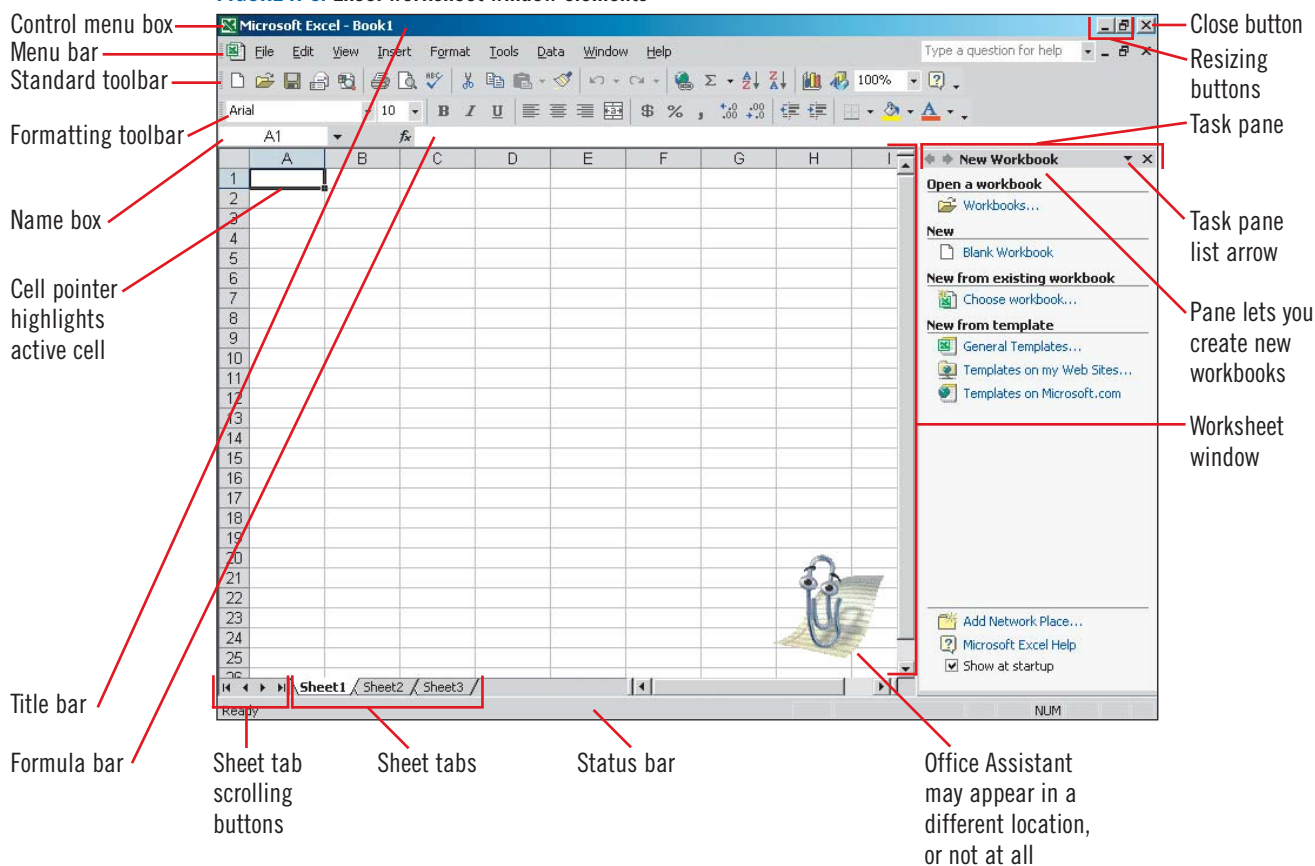 Control menu box
Menu bar
Standard toolbar
Formatting toolbar
Name box
Cell pointer
highlights
active cell
Title bar
Formula bar
Microsoft Excel - Book1
File Edit View Insert Format Tools Data Window Help
Type a question for help
100%
Arial 10 B I U $ % ,
A1 fx
A B C D E F G H I
1
2
3
4
5
6
7
8
9
10
11
12
13
14
15
16
17
18
19
20
21
22
23
24
25
26
Sheet1 Sheet2 Sheet3
Ready NUM
New Workbook
Open a workbook
Workbooks...
New
Blank Workbook
New from existing workbook
Choose workbook...
New from template
General Templates...
Templates on my Web Sites...
Templates on Microsoft.com
Add Network Place...
Microsoft Excel Help
Show at startup
Close button
Resizing
buttons
Task pane
Task pane
list arrow
Pane lets you
create new
workbooks
Worksheet
window
Sheet tab
scrolling
buttons
Sheet tabs
Status bar
Office Assistant
may appear in a
different location,
or not at all